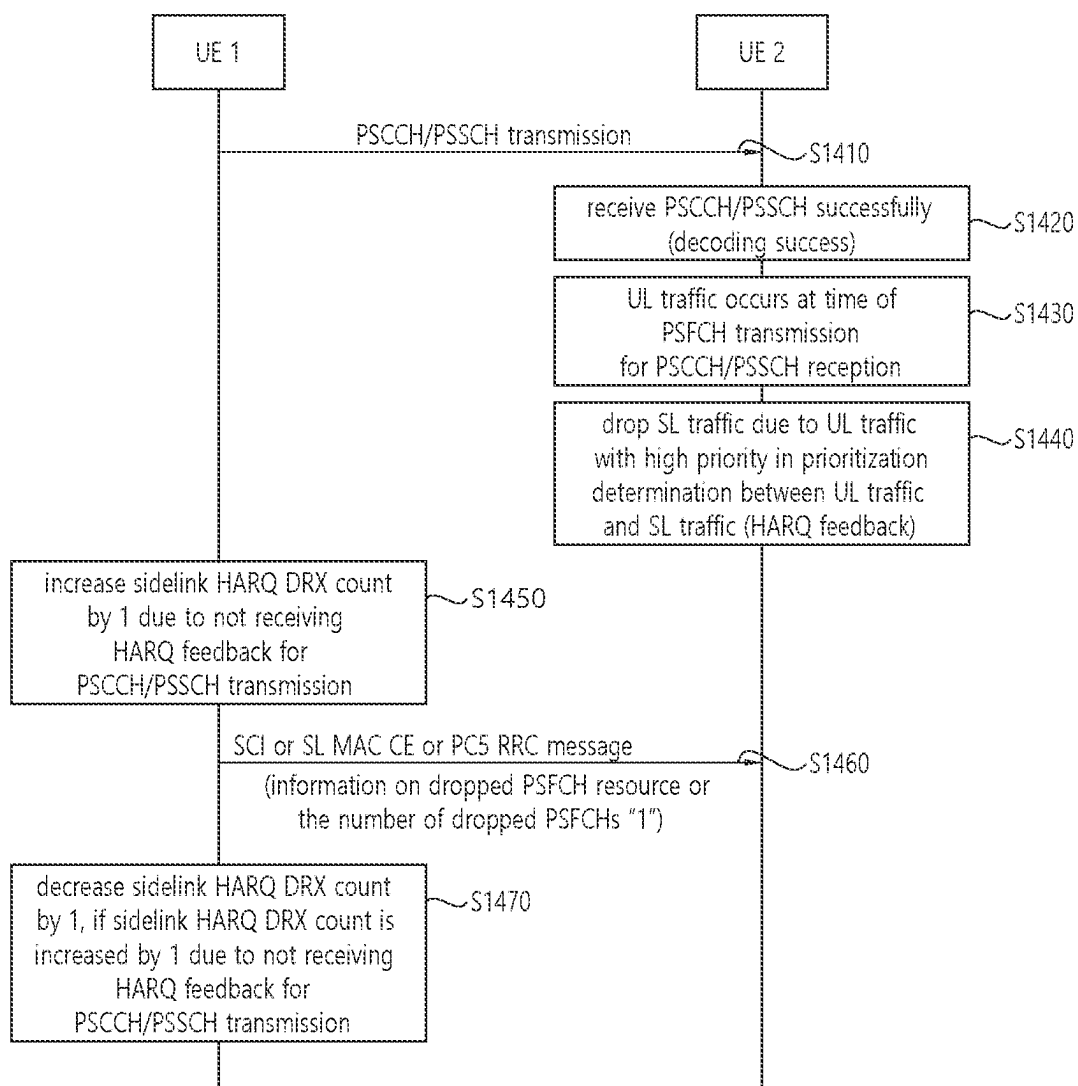 UE 1
UE 2
PSCCH/PSSCH transmission
S1410
receive PSCCH/PSSCH successfully
(decoding success)
S1420
UL traffic occurs at time of
PSFCH transmission
for PSCCH/PSSCH reception
S1430
drop SL traffic due to UL traffic
with high priority in prioritization
determination between UL traffic
and SL traffic (HARQ feedback)
S1440
increase sidelink HARQ DRX count
by 1 due to not receiving
HARQ feedback for
PSCCH/PSSCH transmission
S1450
SCI or SL MAC CE or PC5 RRC message
S1460
(information on dropped PSFCH resource or
the number of dropped PSFCHs "1")
decrease sidelink HARQ DRX count
by 1, if sidelink HARQ DRX count is
increased by 1 due to not receiving
HARQ feedback for
PSCCH/PSSCH transmission
S1470